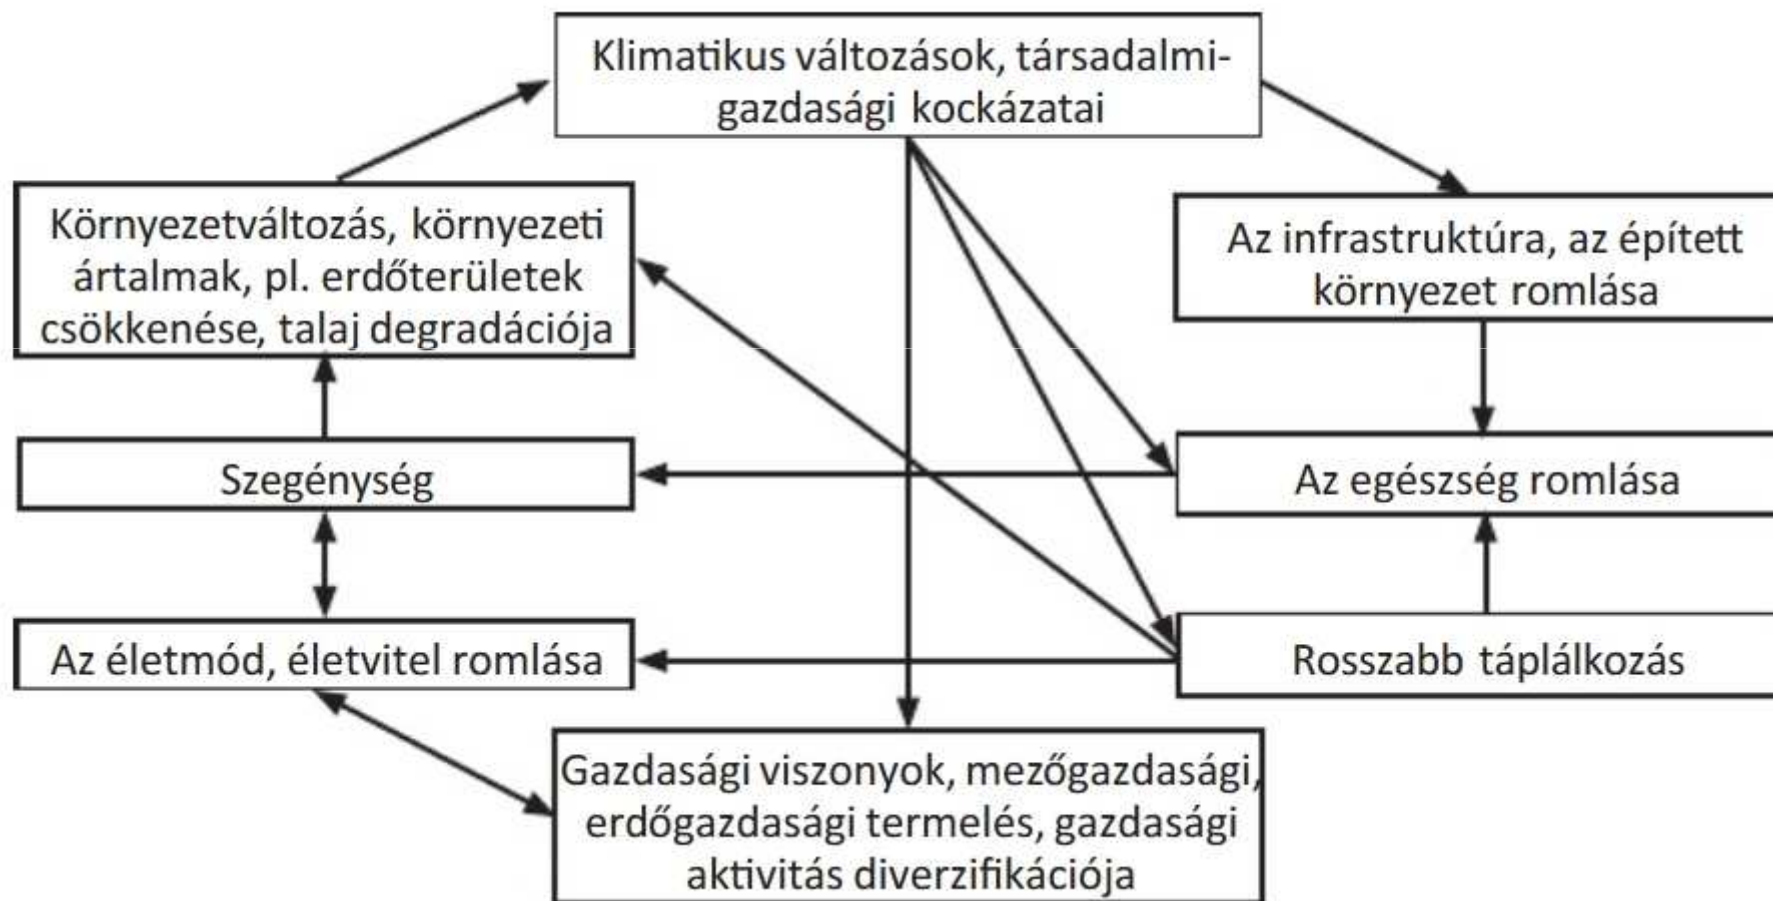 Klimatikus változások, társadalmi-
gazdasági kockázatai
Környezetváltozás, környezeti
ártalmak, pl. erdőterületek
csökkenése, talaj degradációja
Az infrastruktúra, az épített
környezet romlása
Szegénység
Az egészség romlása
Az életmód, életvitel romlása
Rosszabb táplálkozás
Gazdasági viszonyok, mezőgazdasági,
erdőgazdasági termelés, gazdasági
aktivitás diverzifikációja